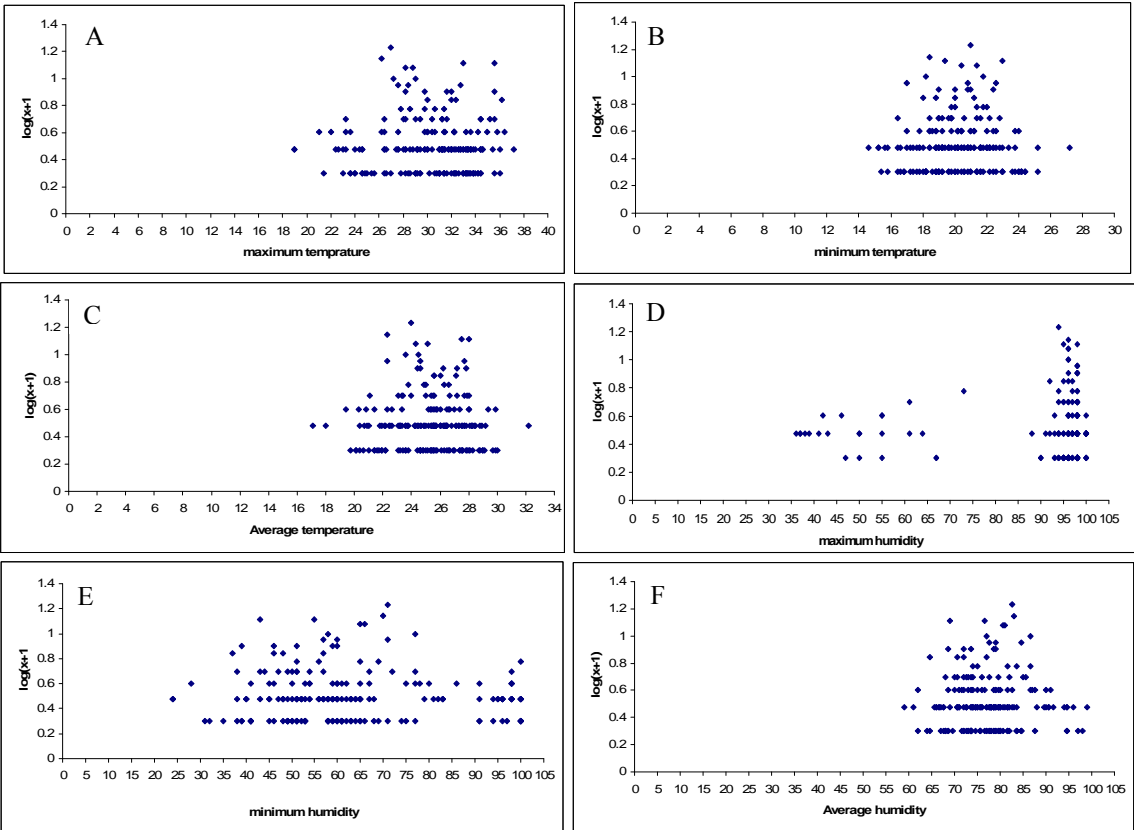 A
1.4
1.2
1
0.8
0.6
0.4
0.2
0
log(x+1
0 2 4 6 8 10 12 14 16 18 20 22 24 26 28 30 32 34 36 38 40
maximum temprature
B
1.4
1.2
1
0.8
0.6
0.4
0.2
0
log(x+1
0 2 4 6 8 10 12 14 16 18 20 22 24 26 28 30
minimum temprature
C
1.4
1.2
1
0.8
0.6
0.4
0.2
0
log(x+1)
0 2 4 6 8 10 12 14 16 18 20 22 24 26 28 30 32 34
Average temperature
D
1.4
1.2
1
0.8
0.6
0.4
0.2
0
log(x+1
0 5 10 15 20 25 30 35 40 45 50 55 60 65 70 75 80 85 90 95 100 105
maximum humidity
E
1.4
1.2
1
0.8
0.6
0.4
0.2
0
log(x+1
0 5 10 15 20 25 30 35 40 45 50 55 60 65 70 75 80 85 90 95 100 105
minimum humidity
F
1.4
1.2
1
0.8
0.6
0.4
0.2
0
log(x+1)
0 5 10 15 20 25 30 35 40 45 50 55 60 65 70 75 80 85 90 95 100 105
Average humidity